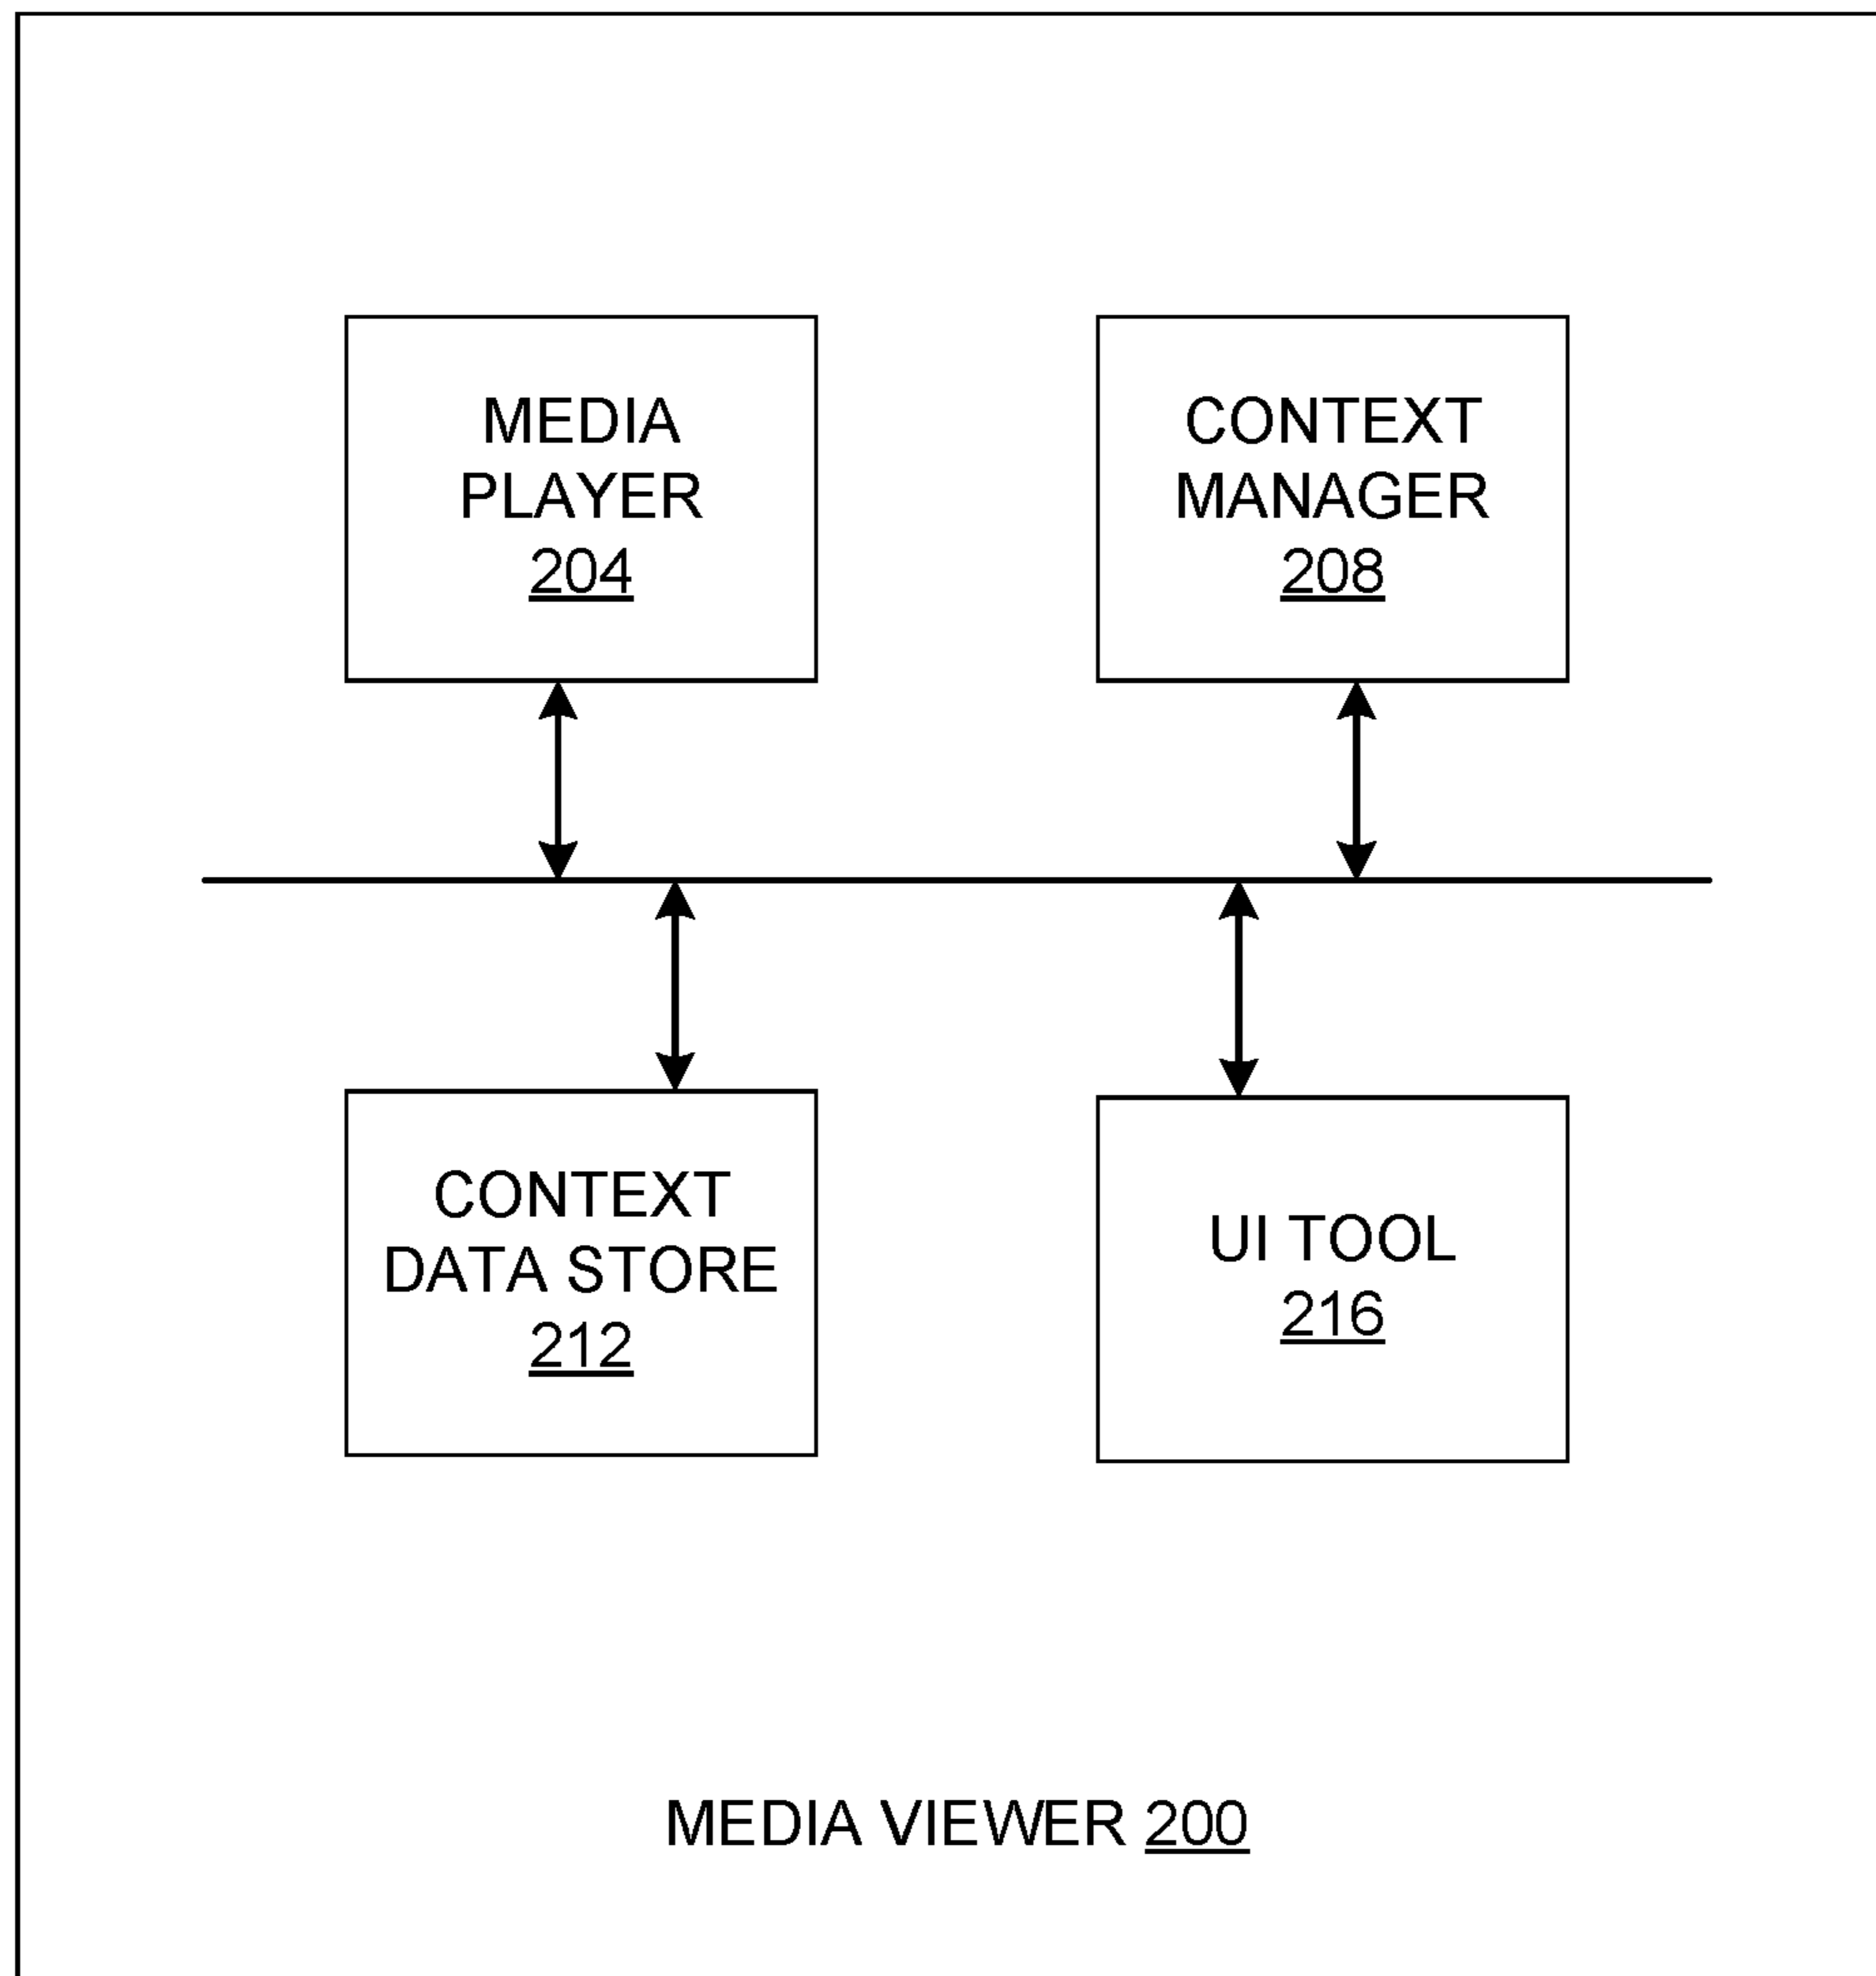 MEDIA
PLAYER
204
CONTEXT
MANAGER
208
CONTEXT
DATA STORE
212
UI TOOL
216
MEDIA VIEWER 200